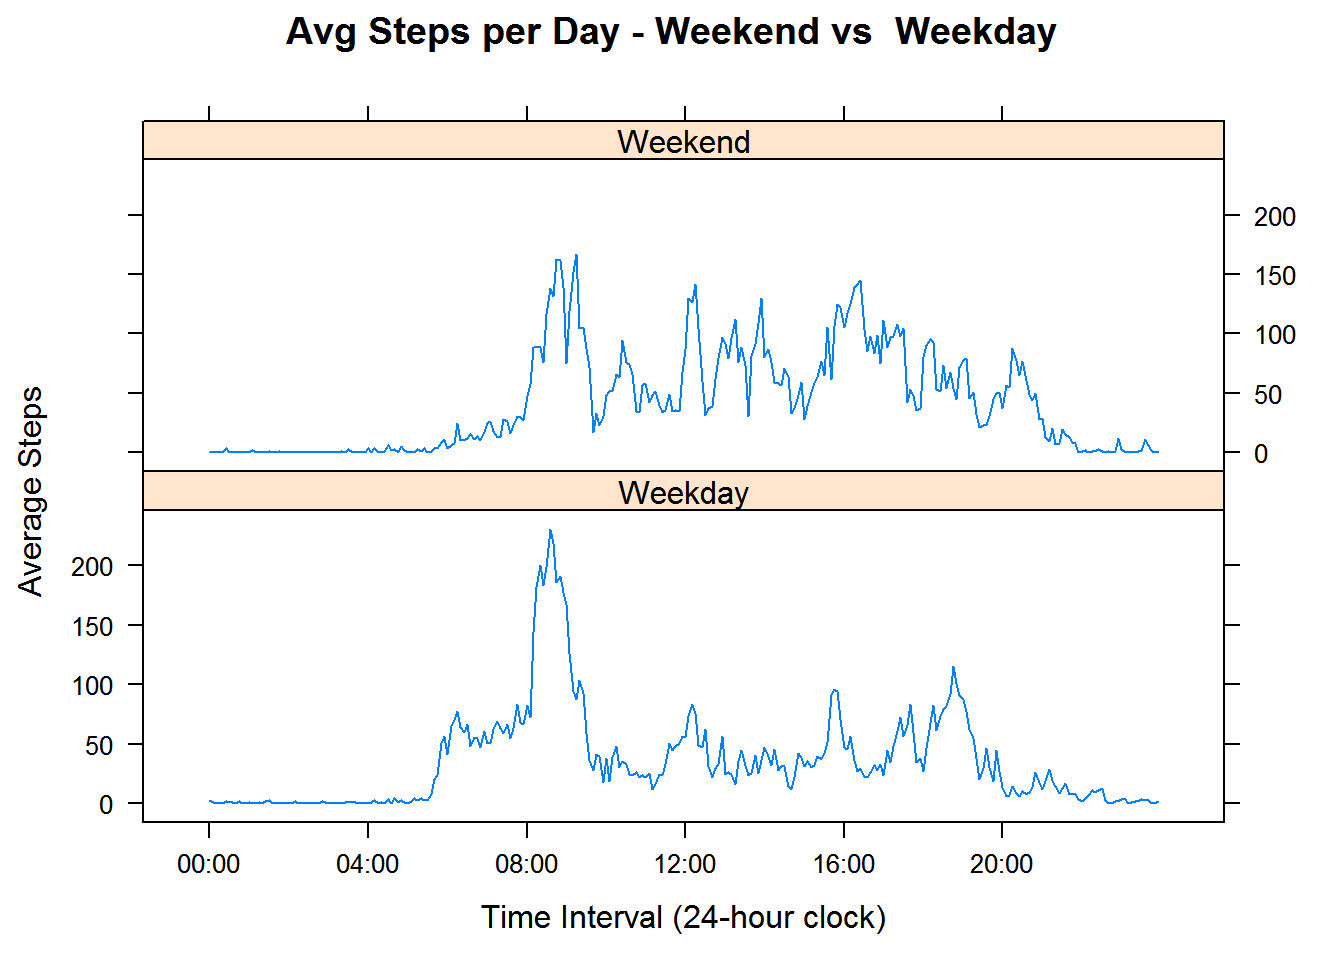 Avg Steps per Day - Weekend vs  Weekday
Weekend
200
150
100
50
0
Weekday
200
150
100
50
0
Average Steps
00:00 04:00 08:00 12:00 16:00 20:00
Time Interval (24-hour clock)